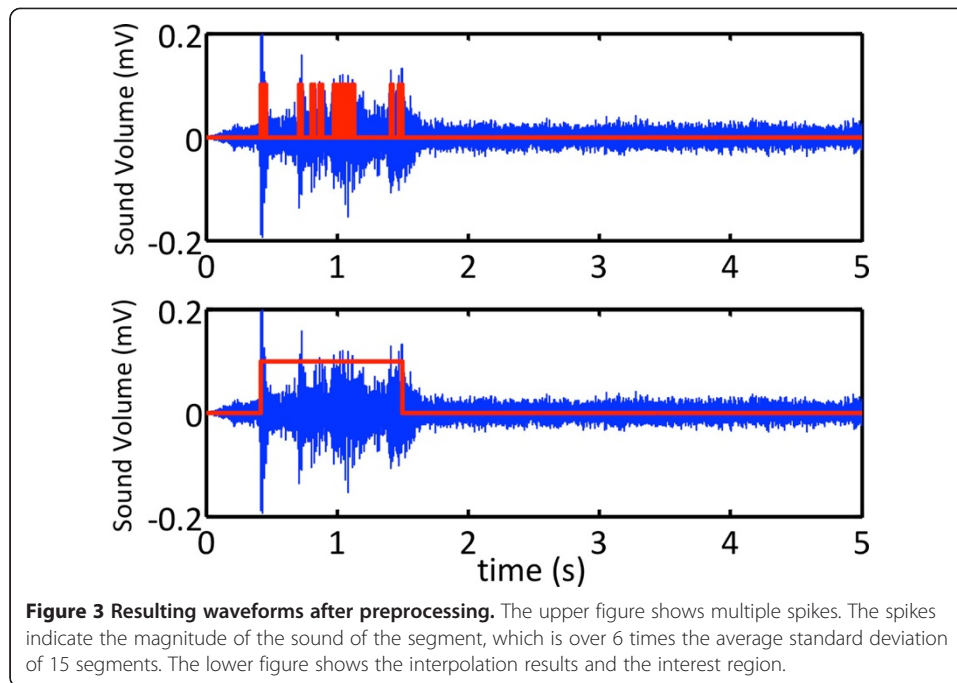 0.2
0
-0.2
Sound Volume (mV)
0 1 2 3 4 5
0.2
0
-0.2
Sound Volume (mV)
0 1 2 3 4 5
time (s)
Figure 3 Resulting waveforms after preprocessing. The upper figure shows multiple spikes. The spikes
indicate the magnitude of the sound of the segment, which is over 6 times the average standard deviation
of 15 segments. The lower figure shows the interpolation results and the interest region.